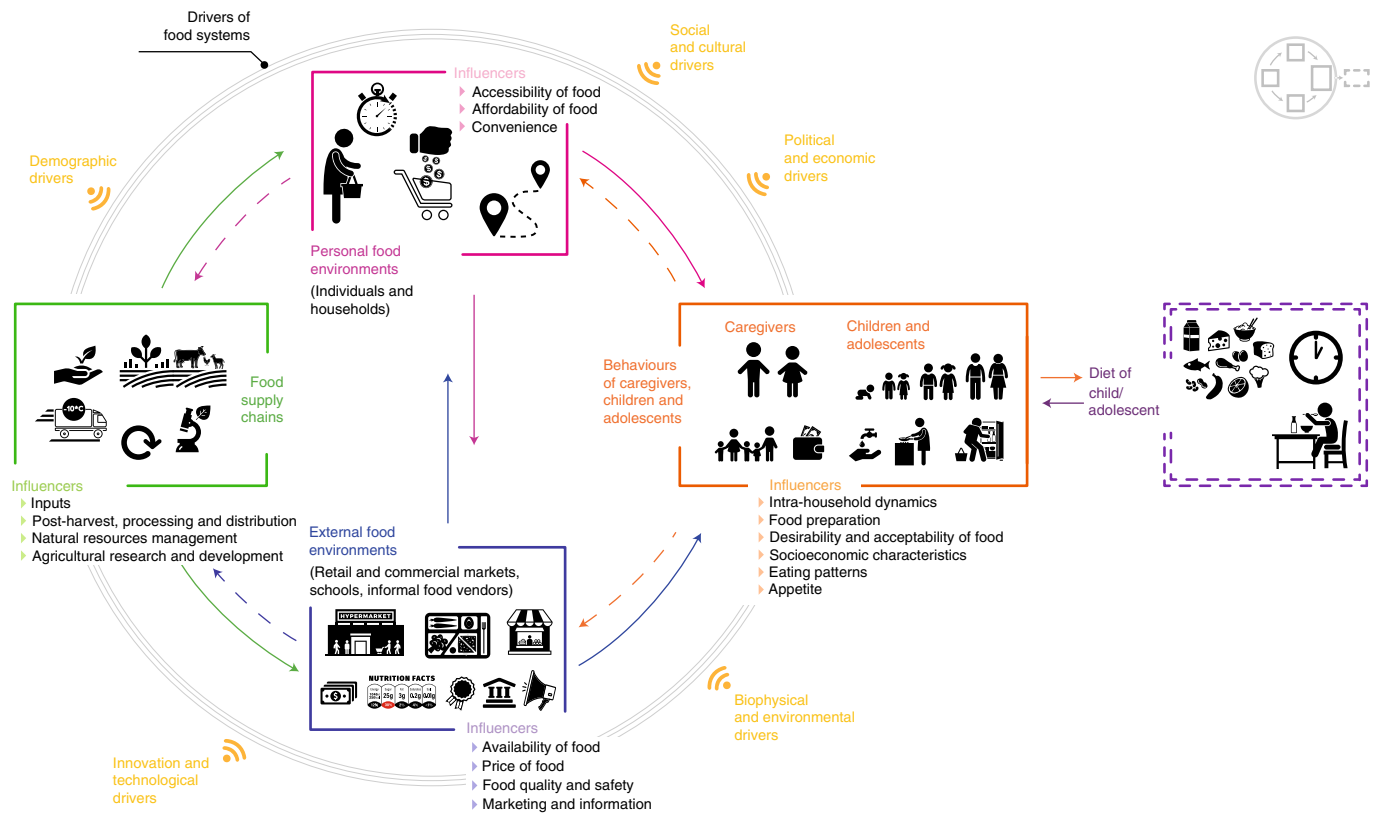 Drivers of
food systems
Social
and cultural
drivers
Influencers
Accessibility of food
Affordability of food
Convenience
Political
and economic
drivers
Demographic
drivers
Personal food
environments
(Individuals and
households)
Caregivers
Children and
adolescents
Behaviours
of caregivers,
children and
adolescents
Diet of
child/
adolescent
-10°C
Food
supply
chains
Influencers
Inputs
Post-harvest, processing and distribution
Natural resources management
Agricultural research and development
Influencers
Intra-household dynamics
Food preparation
Desirability and acceptability of food
Socioeconomic characteristics
Eating patterns
Appetite
External food
environments
(Retail and commercial markets,
schools, informal food vendors)
HYPERMARKET
NUTRITION FACTS
25g 3g 0.2g
Influencers
Availability of food
Price of food
Food quality and safety
Marketing and information
Biophysical
and environmental
drivers
Innovation and
technological
drivers